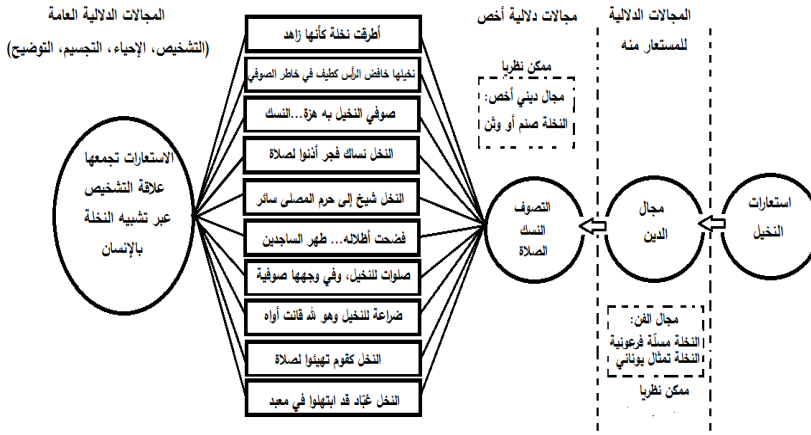 المجالات الدلالية
للمستعار منه
مجالات دلالية أخص
المجالات الدلالية العامة
(التشخيص، الإحياء، التجسيم، التوضيح)
استعارات
النخيل
مجال
الدين
مجال الفن:
النخلة مسلّة فرعونية
النخلة تمثال يوناني
ممكن نظريا
ممكن نظريا
مجال ديني أخص:
النخلة صنم أو وثن
التصوف
النسك
الصلاة
أطرقت نخلة كأنها زاهد
نخيلها خافض الرأس كطيف في خاطر الصوفي
صوفي النخيل به هزة...النسك
النخل نساك فجر أذنوا لصلاة
النخل شيخ إلى حرم المصلى سائر
فضحت أظلاله... طهر الساجدين
صلوات للنخيل، وفي وجهها صوفية
ضراعة للنخيل وهو لله قانت أواه
النخل كقوم تهيئوا لصلاة
النخل عُبّاد قد ابتهلوا في معبد
الاستعارات تجمعها
علاقة التشخيص
عبر تشبيه النخلة
بالإنسان